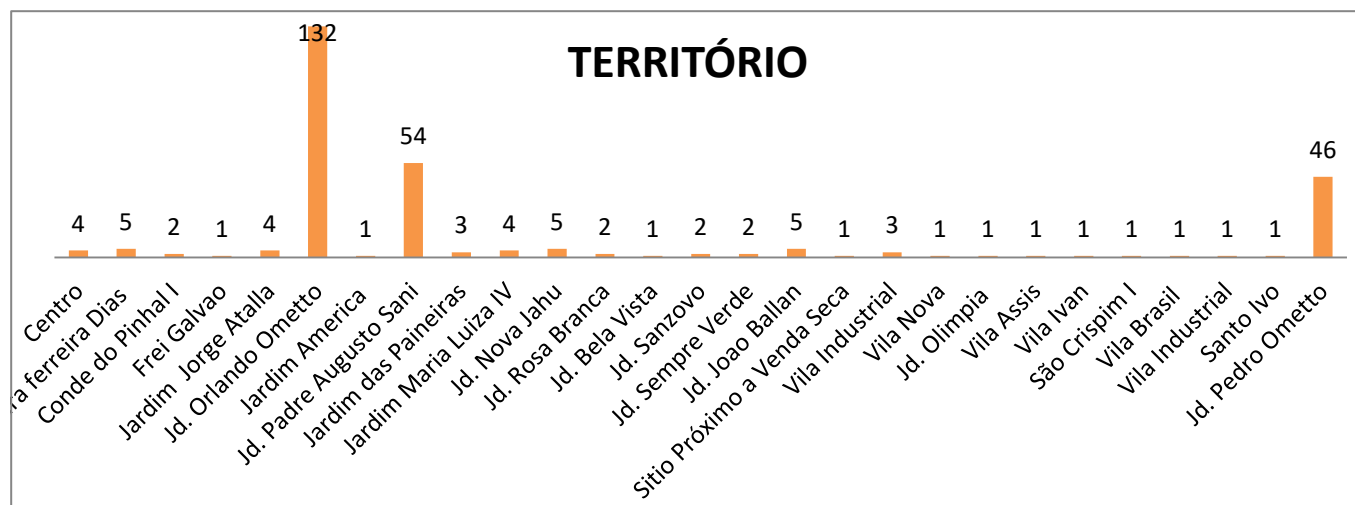 TERRITÓRIO
132
54
46
4
5
2
1
4
1
3
4
5
2
1
2
2
5
1
3
1
1
1
1
1
1
1
1
Centro
ferreira Dias
Conde do Pinhal I
Frei Galvao
Jardim Jorge Atalla
Jd. Orlando Ometto
Jardim America
Jd. Padre Augusto Sani
Jardim das Paineiras
Jardim Maria Luiza IV
Jd. Nova Jahu
Jd. Rosa Branca
Jd. Bela Vista
Jd. Sanzovo
Jd. Sempre Verde
Jd. Joao Ballan
Sitio Próximo a Venda Seca
Vila Industrial
Vila Nova
Jd. Olimpia
Vila Assis
Vila Ivan
São Crispim I
Vila Brasil
Vila Industrial
Santo Ivo
Jd. Pedro Ometto